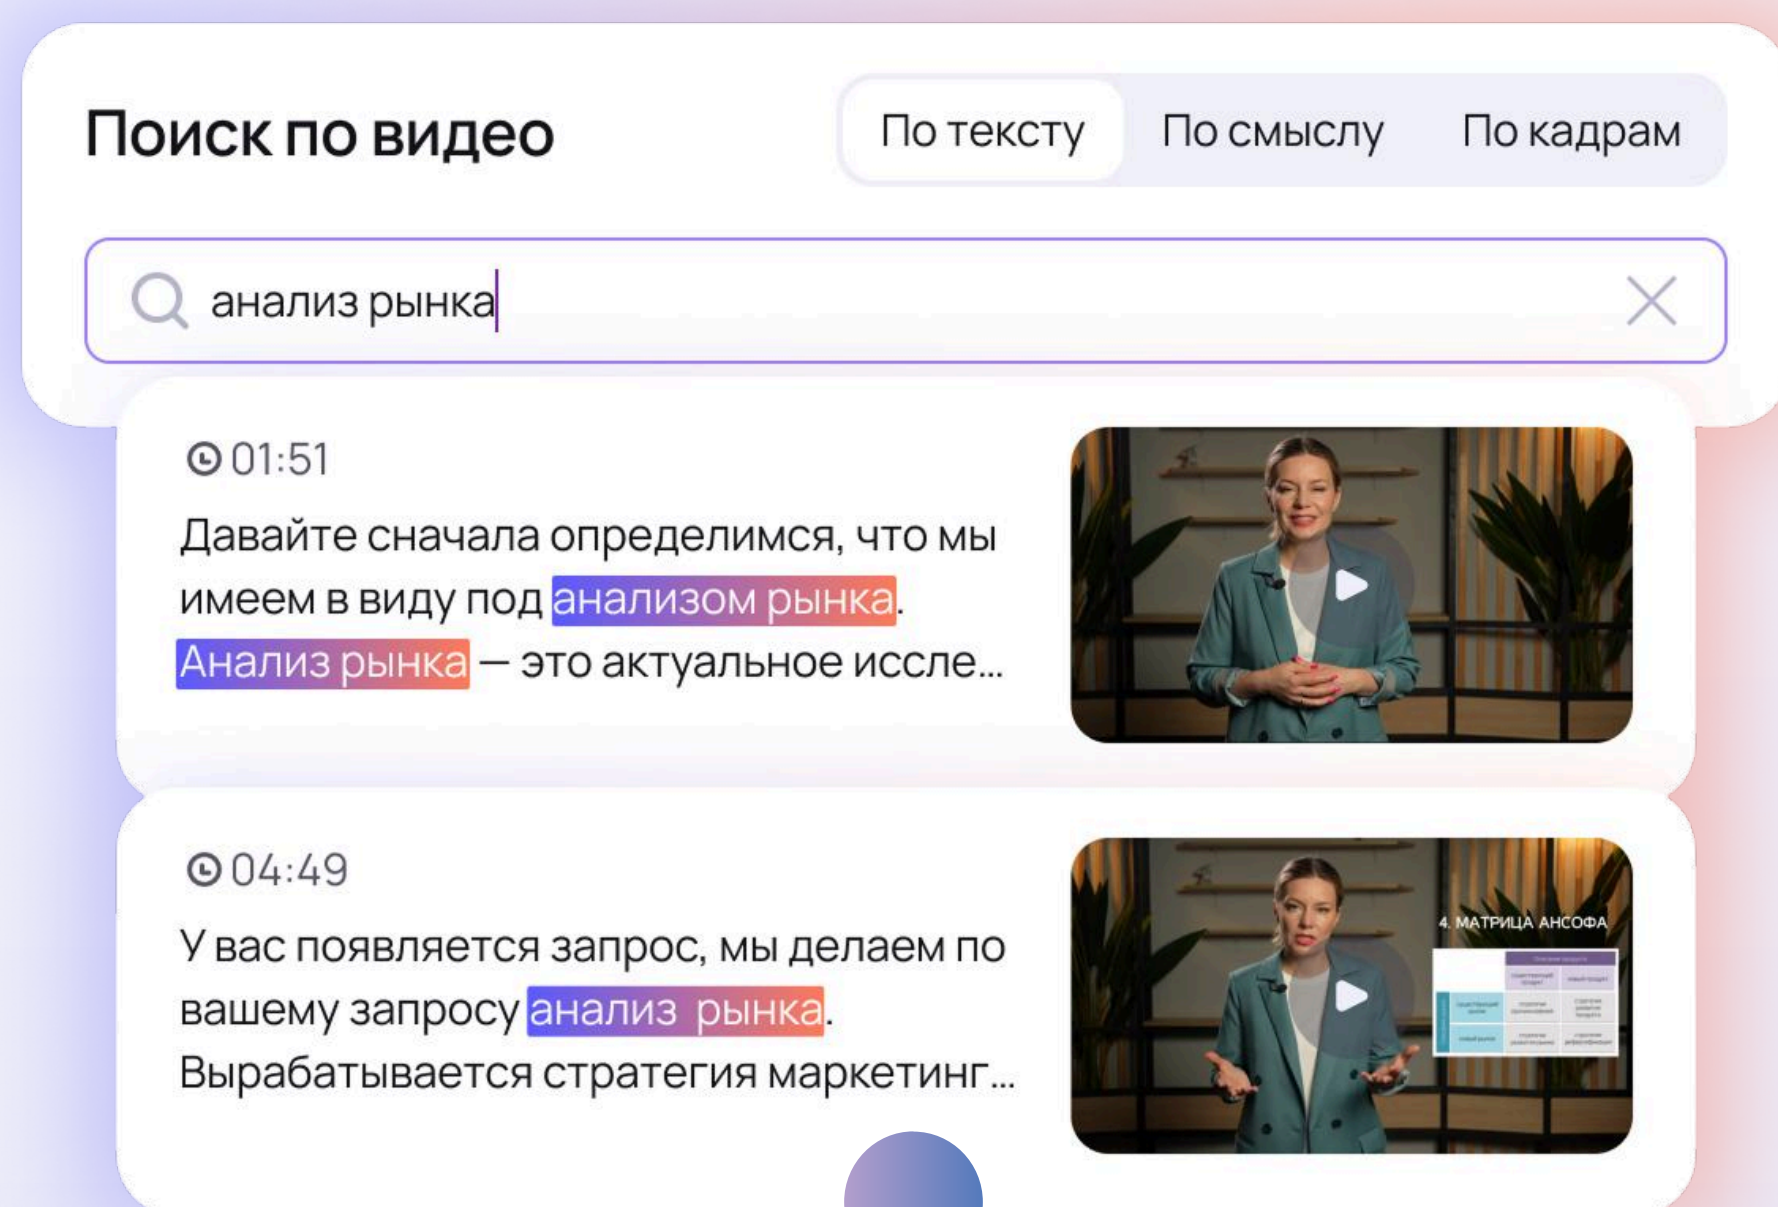 Поиск по видео
По тексту
По смыслу
По кадрам
анализ рынка
01:51
Давайте сначала определимся, что мы
имеем в виду под анализом рынка.
Анализ рынка — это актуальное иссле...
04:49
У вас появляется запрос, мы делаем по
вашему запросу анализ рынка.
Вырабатывается стратегия маркетинг...
4. МАТРИЦА АНСОФА